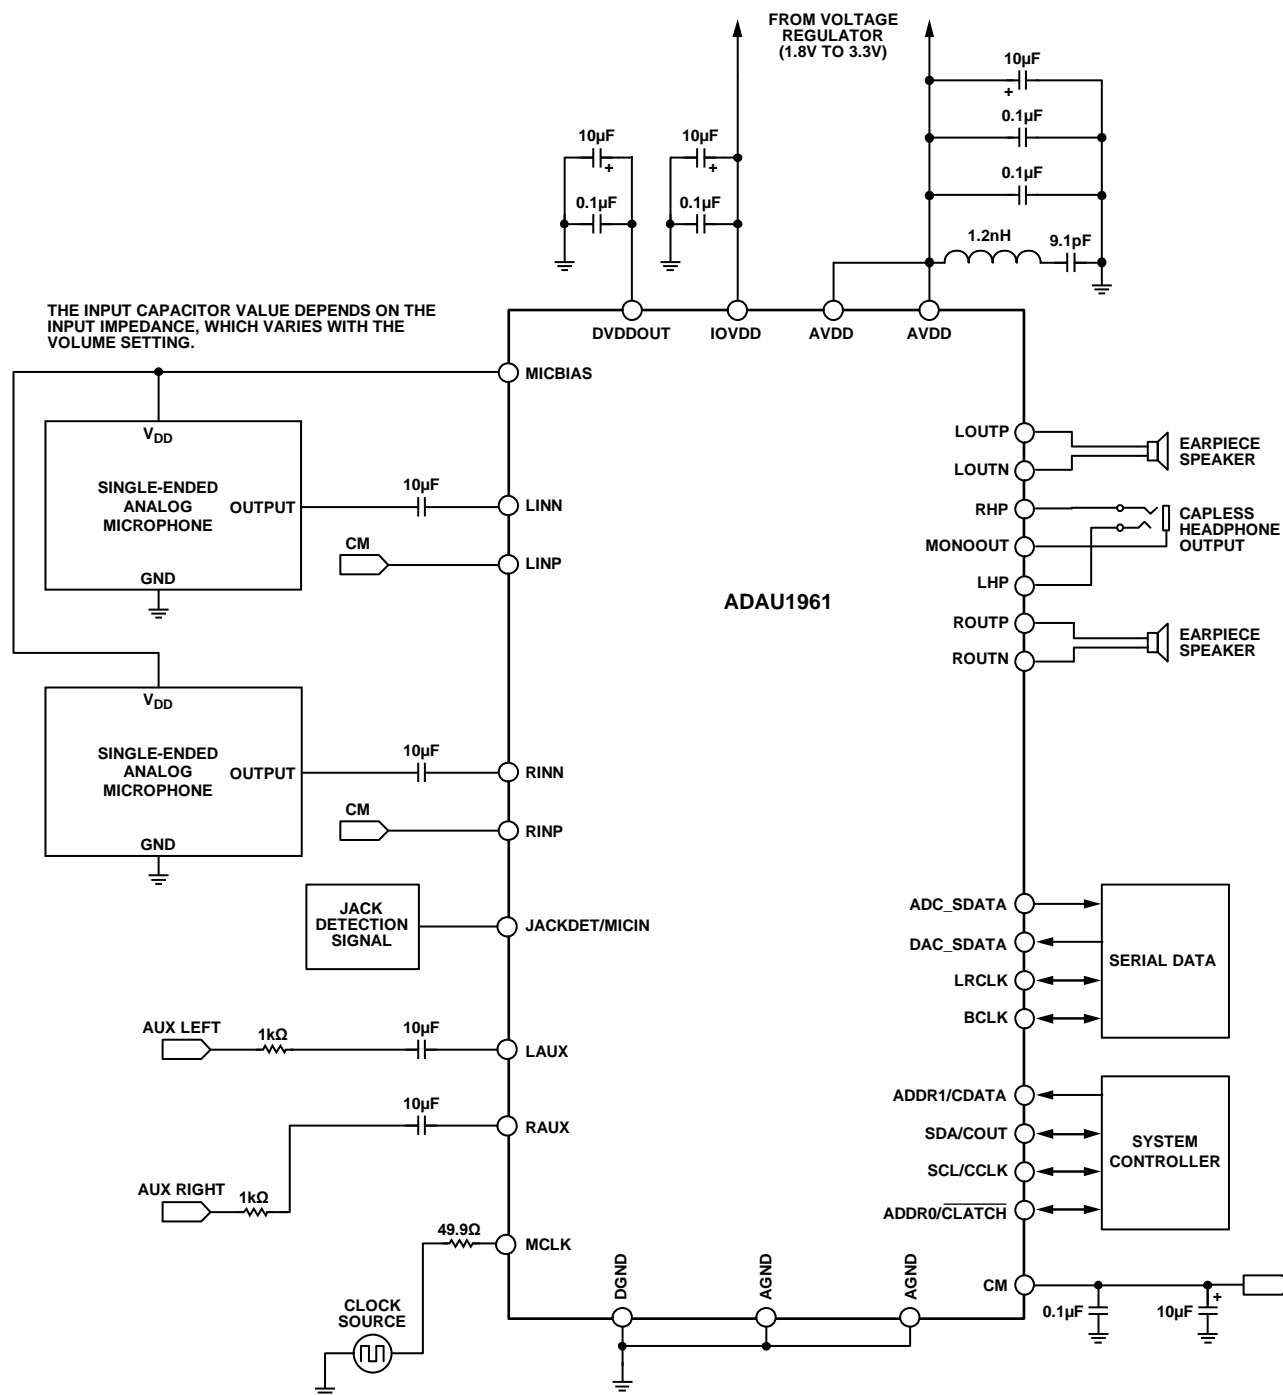 FROM VOLTAGE
REGULATOR
(1.8V TO 3.3V)
10µF
0.1µF
0.1µF
1.2nH
9.1pF
10µF
+
0.1µF
10µF
+
0.1µF
+
THE INPUT CAPACITOR VALUE DEPENDS ON THE
INPUT IMPEDANCE, WHICH VARIES WITH THE
VOLUME SETTING.
DVDDOUT
IOVDD
AVDD
AVDD
MICBIAS
VDD
SINGLE-ENDED
ANALOG
MICROPHONE
OUTPUT
GND
10µF
LINN
CM
LINP
VDD
SINGLE-ENDED
ANALOG
MICROPHONE
OUTPUT
GND
10µF
RINN
CM
RINP
JACK
DETECTION
SIGNAL
JACKDET/MICIN
AUX LEFT
1kΩ
10µF
LAUX
10µF
RAUX
AUX RIGHT
1kΩ
49.9Ω
MCLK
CLOCK
SOURCE
ADAU1961
LOUTP
LOUTN
EARPIECE
SPEAKER
RHP
MONOOUT
LHP
CAPLESS
HEADPHONE
OUTPUT
ROUTP
ROUTN
EARPIECE
SPEAKER
ADC_SDATA
DAC_SDATA
LRCLK
BCLK
SERIAL DATA
ADDR1/CDATA
SDA/COUT
SCL/CCLK
ADDR0/CLATCH
SYSTEM
CONTROLLER
DGND
AGND
AGND
CM
0.1µF
10µF
+